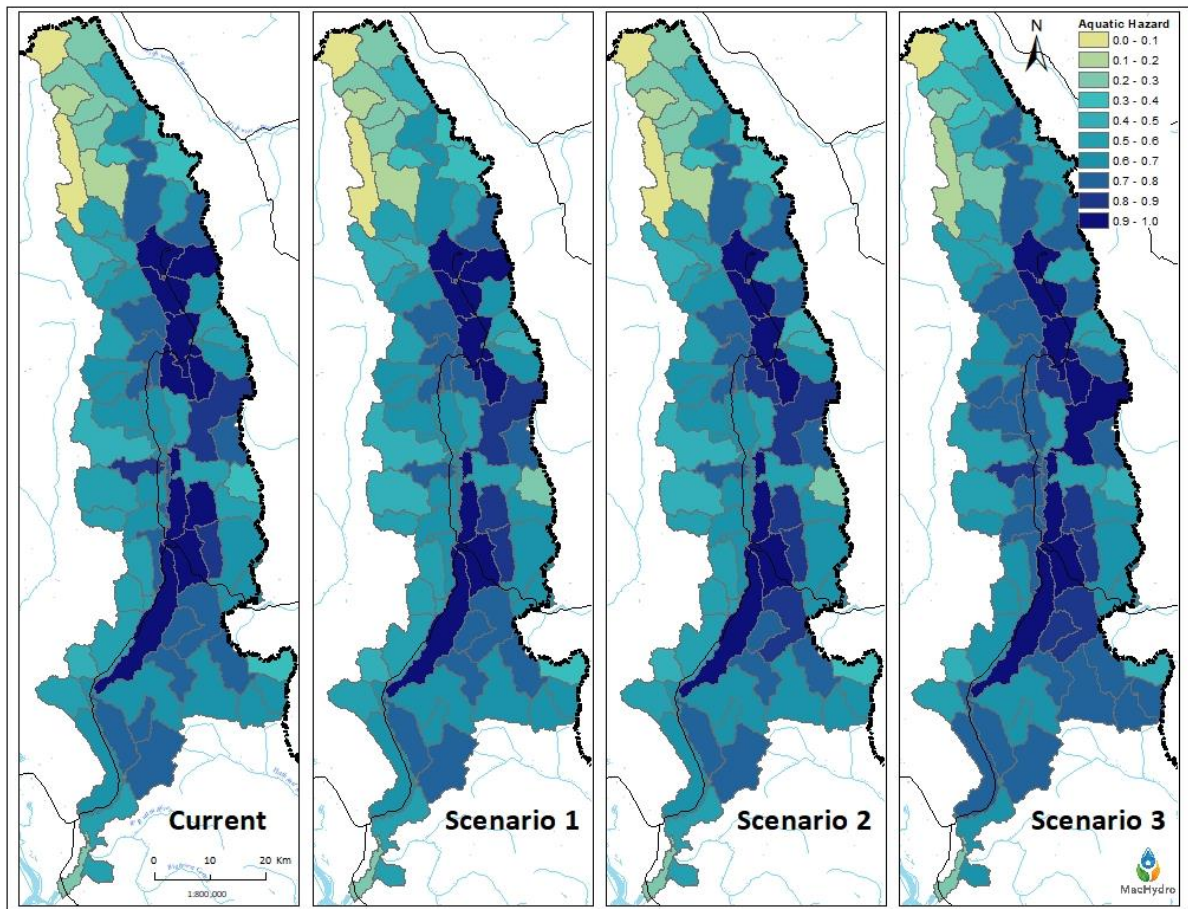 Aquatic Hazard
N
0.0 - 0.1
0.1 - 0.2
0.2 - 0.3
0.3 - 0.4
0.4 - 0.5
0.5 - 0.6
0.6 - 0.7
0.7 - 0.8
0.8 - 0.9
0.9 - 1.0
Current
Scenario 1
Scenario 2
Scenario 3
0 10 20 Km
1:800,000
MacHydro